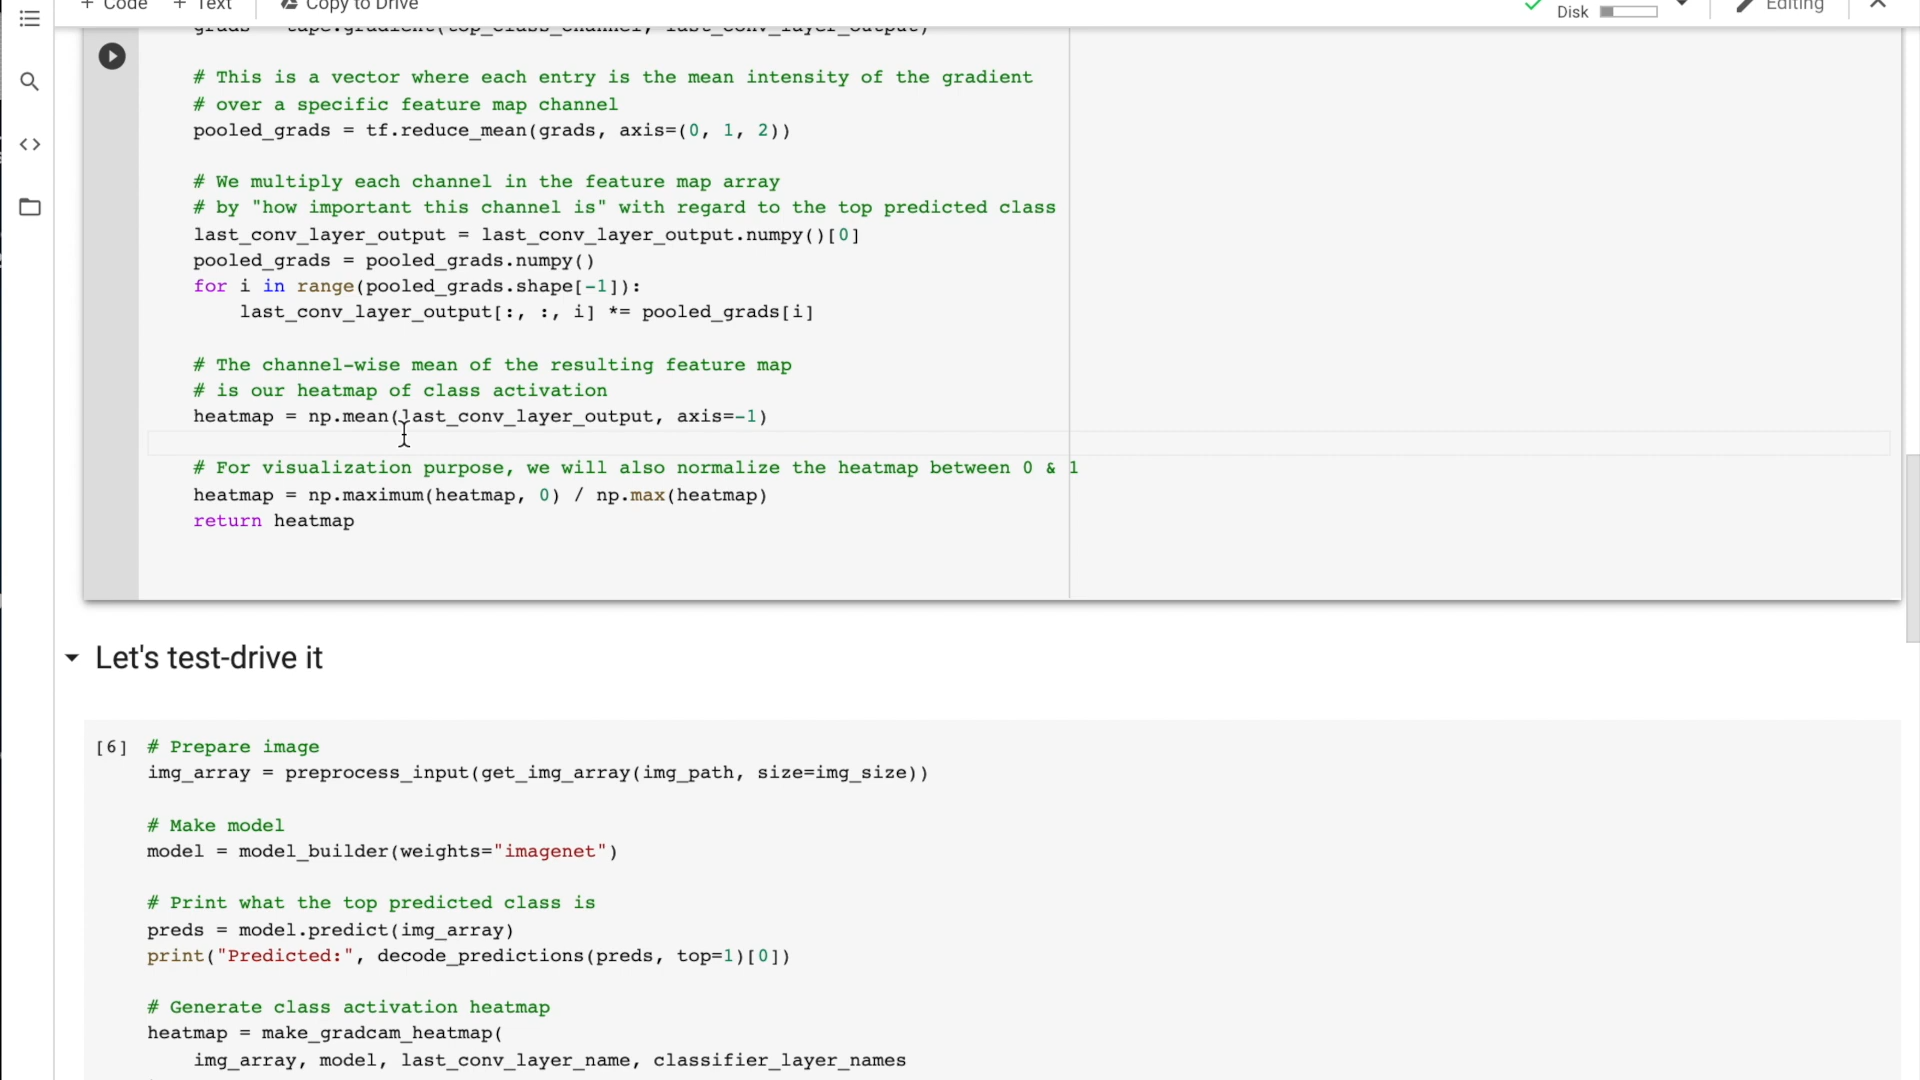 + Code + Text Copy to Drive
Disk
Editing
grads = tape.gradient(top_class_channel, last_conv_layer_output)
# This is a vector where each entry is the mean intensity of the gradient
# over a specific feature map channel
pooled_grads = tf.reduce_mean(grads, axis=(0, 1, 2))
# We multiply each channel in the feature map array
# by "how important this channel is" with regard to the top predicted class
last_conv_layer_output = last_conv_layer_output.numpy()[0]
pooled_grads = pooled_grads.numpy()
for i in range(pooled_grads.shape[-1]):
last_conv_layer_output[:, :, i] *= pooled_grads[i]
# The channel-wise mean of the resulting feature map
# is our heatmap of class activation
heatmap = np.mean(last_conv_layer_output, axis=-1)
# For visualization purpose, we will also normalize the heatmap between 0 & 1
heatmap = np.maximum(heatmap, 0) / np.max(heatmap)
return heatmap
Let's test-drive it
[6] # Prepare image
img_array = preprocess_input(get_img_array(img_path, size=img_size))
# Make model
model = model_builder(weights="imagenet")
# Print what the top predicted class is
preds = model.predict(img_array)
print("Predicted:", decode_predictions(preds, top=1)[0])
# Generate class activation heatmap
heatmap = make_gradcam_heatmap(
img_array, model, last_conv_layer_name, classifier_layer_names